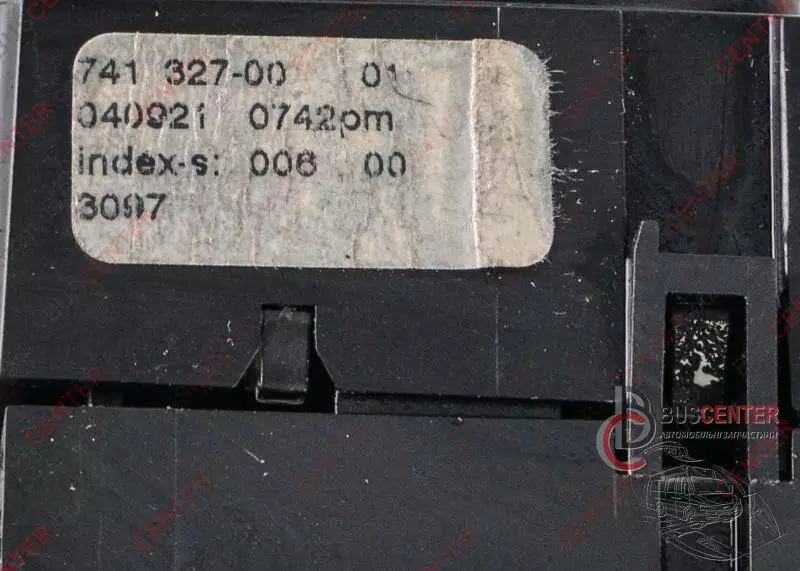 741 327-00 01
040921 0742pm
index-s: 006 00
3097
BUSCENTER
АВТОМОБІЛЬНІ ЗАПЧАСТИНИ